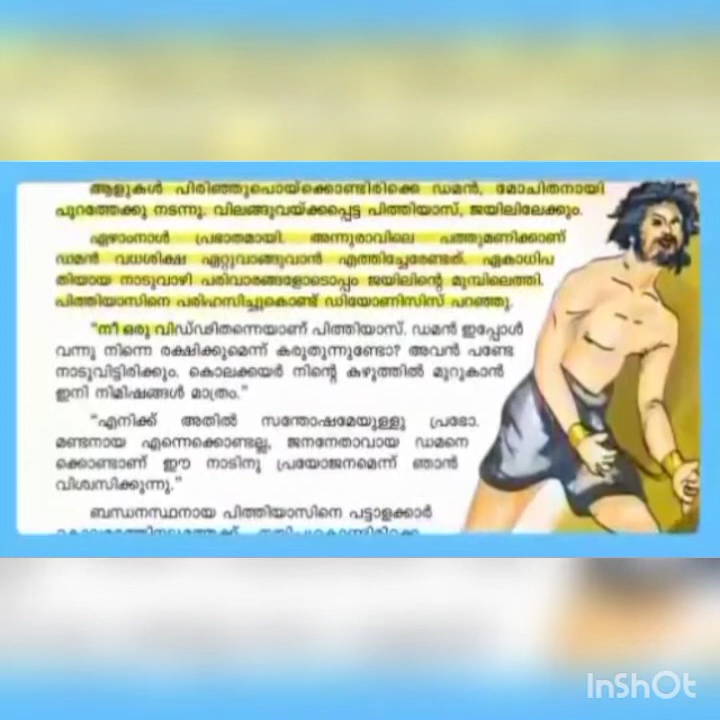 ആളുകൾ പിരിഞ്ഞുപൊയ്ക്കൊണ്ടിരിക്കെ ഡമൻ, മോചിതനായി
പുറത്തേക്കു നടന്നു. വിലങ്ങുവയ്ക്കപ്പെട്ട പിത്തിയാസ്, ജയിലിലേക്കും.
ഏഴാംനാൾ പ്രഭാതമായി. അന്നുരാവിലെ പത്തുമണിക്കാണ്
ഡമൻ വധശിക്ഷ ഏറ്റുവാങ്ങുവാൻ എത്തിച്ചേരേണ്ടത്. ഏകാധിപ
തിയായ നാടുവാഴി പരിവാരങ്ങളോടൊപ്പം ജയിലിന്റെ മുമ്പിലെത്തി.
പിത്തിയാസിനെ പരിഹസിച്ചുകൊണ്ട് ഡിയോണിസിസ് പറഞ്ഞു.
"നീ ഒരു വിഡ്ഢിതന്നെയാണ് പിത്തിയാസ്. ഡമൻ ഇപ്പോൾ
വന്നു നിന്നെ രക്ഷിക്കുമെന്ന് കരുതുന്നുണ്ടോ? അവൻ പണ്ടേ
നാടുവിട്ടിരിക്കും. കൊലക്കയർ നിന്റെ കഴുത്തിൽ മുറുകാൻ
ഇനി നിമിഷങ്ങൾ മാത്രം."
"എനിക്ക് അതിൽ സന്തോഷമേയുള്ളൂ പ്രഭോ.
മണ്ടനായ എന്നെക്കൊണ്ടല്ല, ജനനേതാവായ ഡമനെ
ക്കൊണ്ടാണ് ഈ നാടിനു പ്രയോജനമെന്ന് ഞാൻ
വിശ്വസിക്കുന്നു."
ബന്ധനസ്ഥനായ പിത്തിയാസിനെ പട്ടാളക്കാർ
InShOt